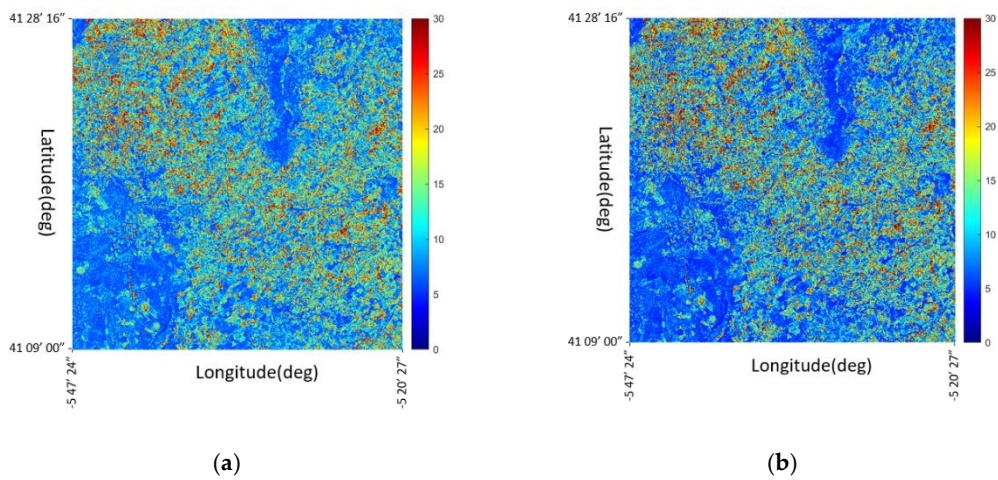 41 28' 16"
Latitude(deg)
41 09' 00"
-5 47' 24"
Longitude(deg)
-5 20' 27"
30
25
20
15
10
5
0
(a)
41 28' 16"
Latitude(deg)
41 09' 00"
-5 47' 24"
Longitude(deg)
-5 20' 27"
30
25
20
15
10
5
0
(b)